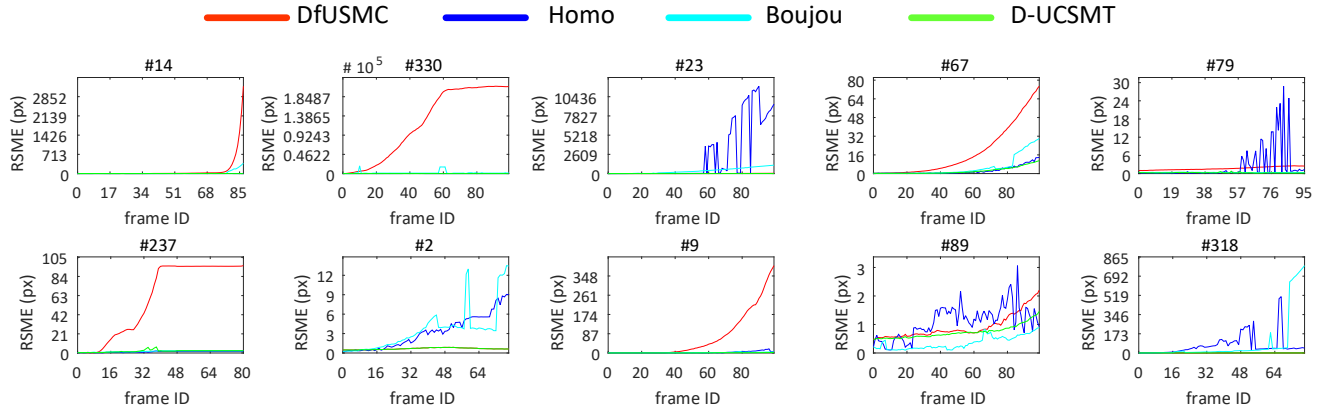 DfUSMC Homo Boujou D-UCSMT
#14
RSME (px)
2852
2139
1426
713
0
0 17 34 51 68 85
frame ID
# 10^5
#330
RSME (px)
1.8487
1.3865
0.9243
0.4622
0
0 20 40 60 80
frame ID
#23
RSME (px)
10436
7827
5218
2609
0
0 20 40 60 80
frame ID
#67
RSME (px)
80
64
48
32
16
0
0 20 40 60 80
frame ID
#79
RSME (px)
30
24
18
12
6
0
0 19 38 57 76 95
frame ID
#237
RSME (px)
105
84
63
42
21
0
0 16 32 48 64 80
frame ID
#2
RSME (px)
12
9
6
3
0
0 16 32 48 64
frame ID
#9
RSME (px)
348
261
174
87
0
0 20 40 60 80
frame ID
#89
RSME (px)
3
2
1
0
0 20 40 60 80
frame ID
#318
RSME (px)
865
692
519
346
173
0
0 16 32 48 64
frame ID